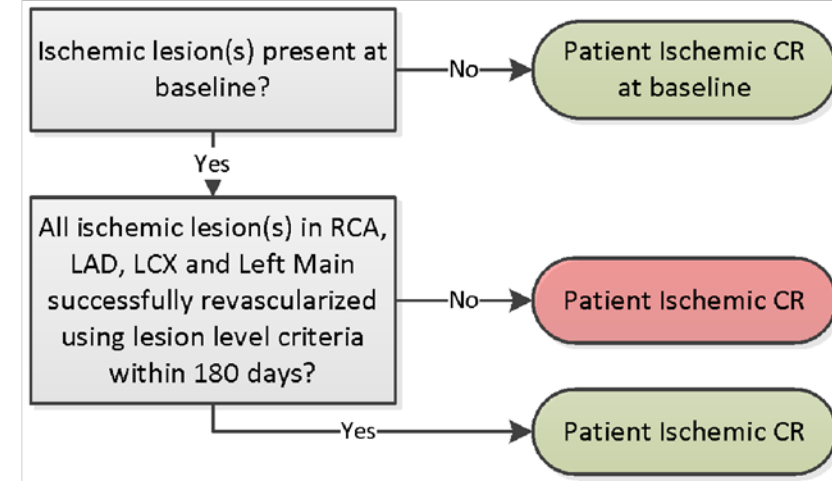 Ischemic lesion(s) present at
baseline?
No
Patient Ischemic CR
at baseline
Yes
All ischemic lesion(s) in RCA,
LAD, LCX and Left Main
successfully revascularized
using lesion level criteria
within 180 days?
No
Patient Ischemic CR
Yes
Patient Ischemic CR